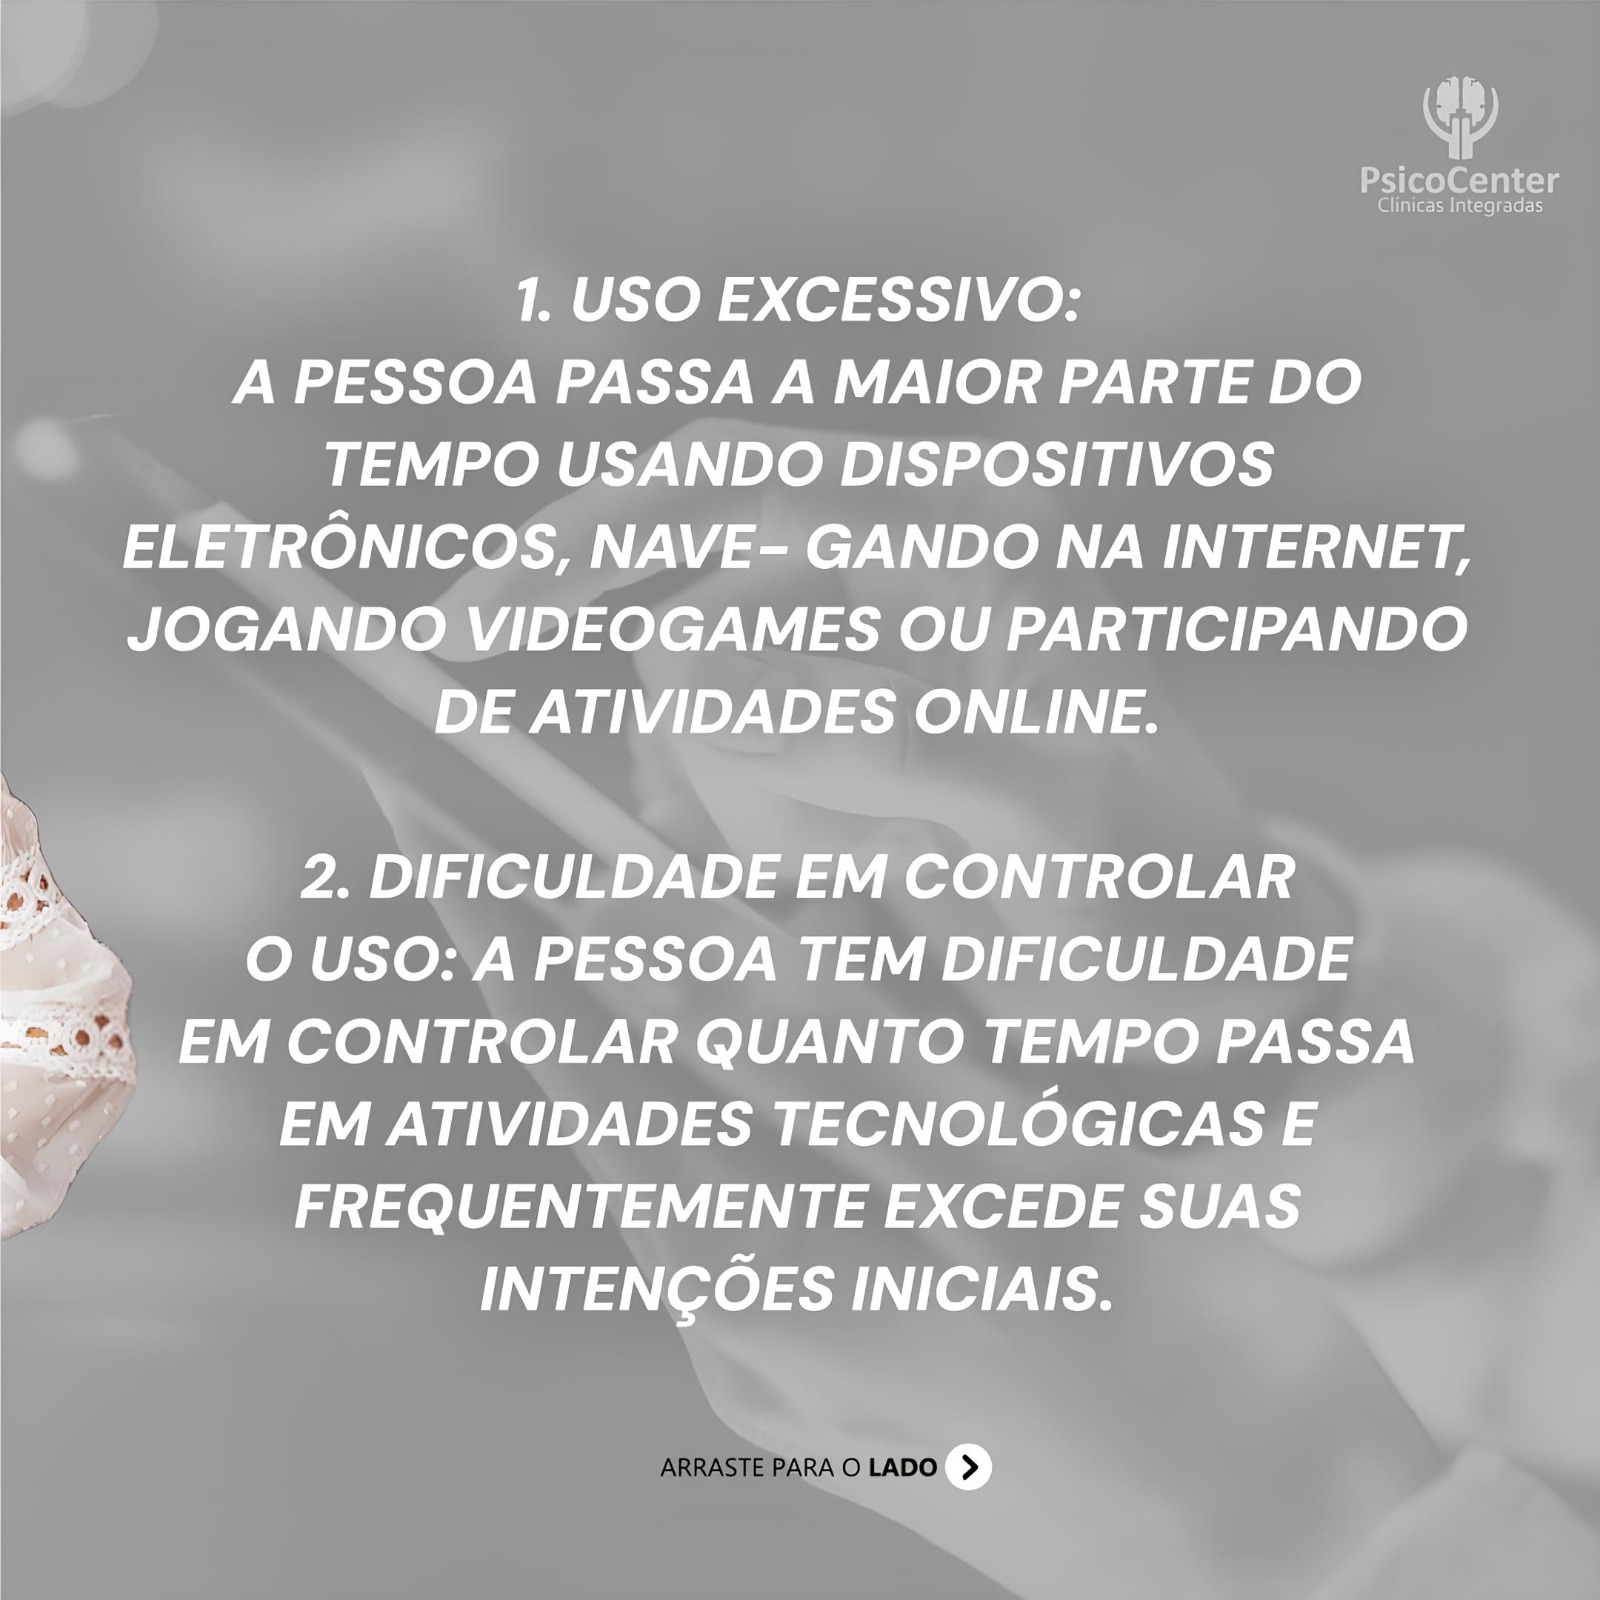 PsicoCenter
Clínicas Integradas
1. USO EXCESSIVO:
A PESSOA PASSA A MAIOR PARTE DO
TEMPO USANDO DISPOSITIVOS
ELETRÔNICOS, NAVE- GANDO NA INTERNET,
JOGANDO VIDEOGAMES OU PARTICIPANDO
DE ATIVIDADES ONLINE.
2. DIFICULDADE EM CONTROLAR
O USO: A PESSOA TEM DIFICULDADE
EM CONTROLAR QUANTO TEMPO PASSA
EM ATIVIDADES TECNOLÓGICAS E
FREQUENTEMENTE EXCEDE SUAS
INTENÇÕES INICIAIS.
ARRASTE PARA O LADO